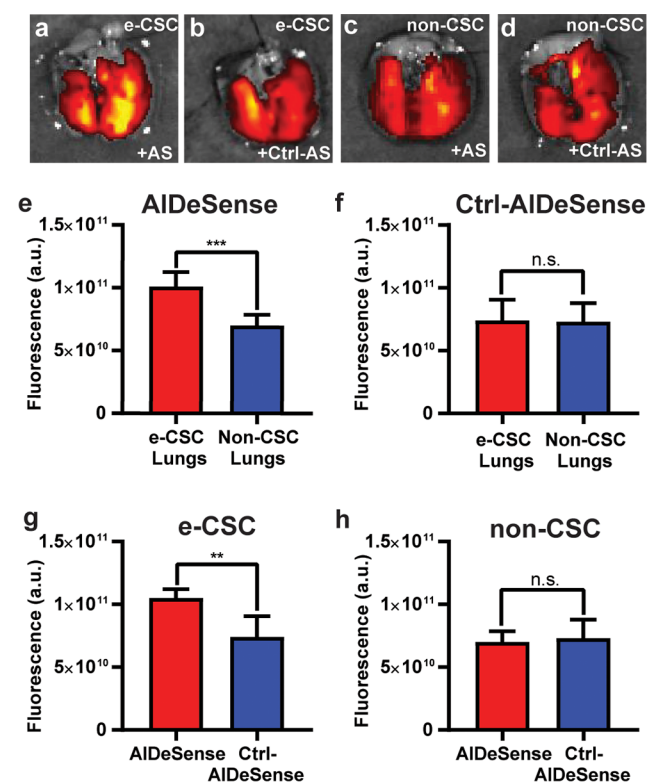 a e-CSC
+AS
b e-CSC
+Ctrl-AS
c non-CSC
+AS
d non-CSC
+Ctrl-AS
e AlDeSense
Fluorescence (a.u.)
1.5×10¹¹
1×10¹¹
5×10¹⁰
0
***
e-CSC
Lungs
Non-CSC
Lungs
f Ctrl-AlDeSense
Fluorescence (a.u.)
1.5×10¹¹
1×10¹¹
5×10¹⁰
0
n.s.
e-CSC
Lungs
Non-CSC
Lungs
g e-CSC
Fluorescence (a.u.)
1.5×10¹¹
1×10¹¹
5×10¹⁰
0
**
AlDeSense
Ctrl-
AlDeSense
h non-CSC
Fluorescence (a.u.)
1.5×10¹¹
1×10¹¹
5×10¹⁰
0
n.s.
AlDeSense
Ctrl-
AlDeSense